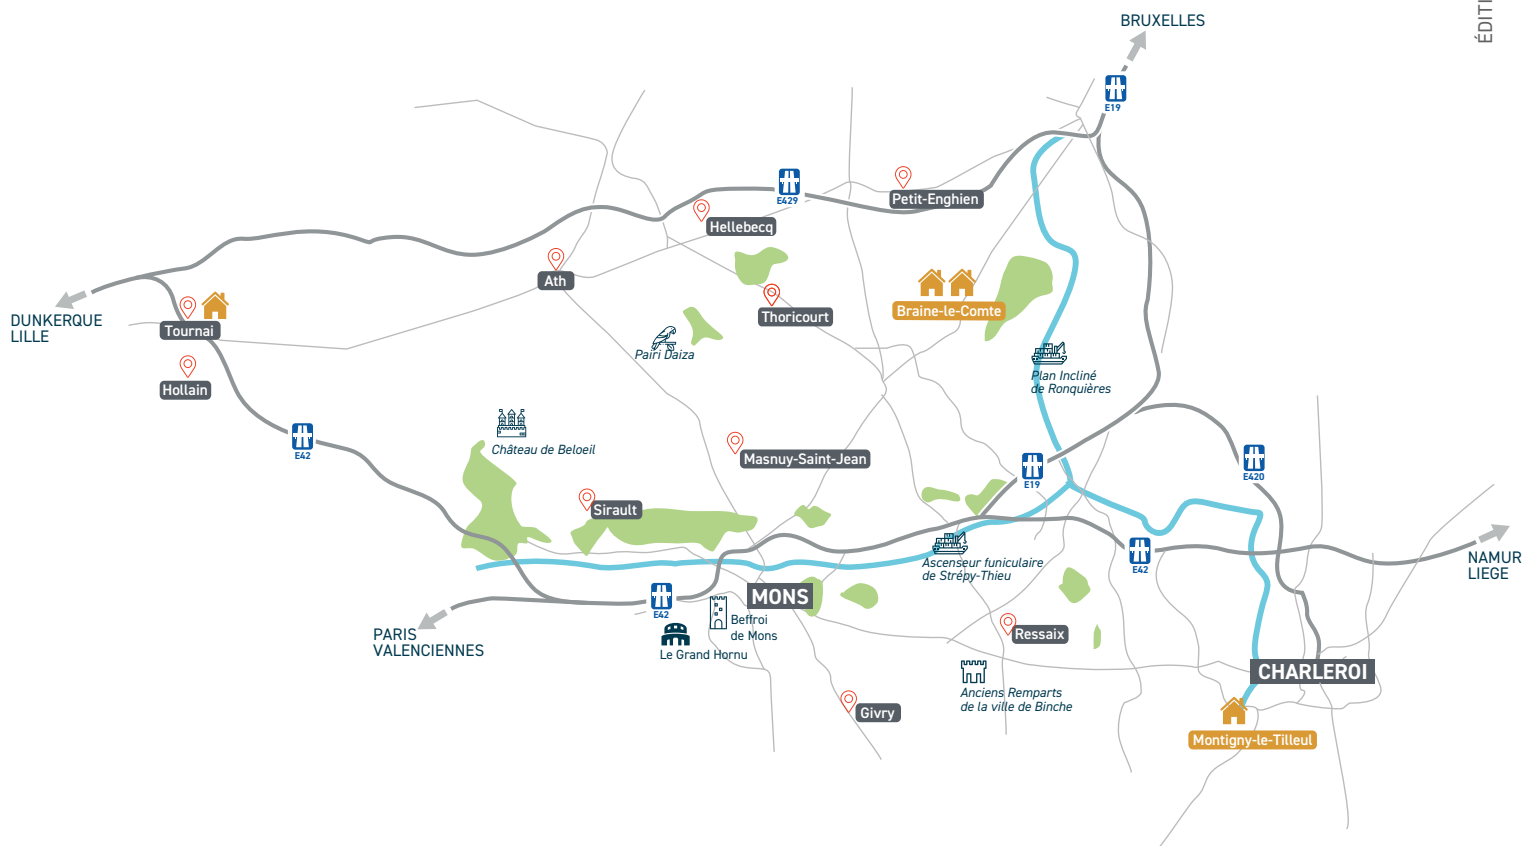 BRUXELLES
ÉDITI
E19
E429
Petit-Enghien
Hellebecq
Ath
DUNKERQUE
LILLE
Tournai
Thoricourt
Braine-le-Comte
Pairi Daiza
Hollain
Plan Incliné
de Ronquières
E42
Château de Beloeil
Masnuy-Saint-Jean
E19
E420
Sirault
E42
Ascenseur funiculaire
de Strépy-Thieu
NAMUR
LIEGE
MONS
E42
Beffroi
de Mons
PARIS
VALENCIENNES
Le Grand Hornu
Ressaix
CHARLEROI
Anciens Remparts
de la ville de Binche
Givry
Montigny-le-Tilleul